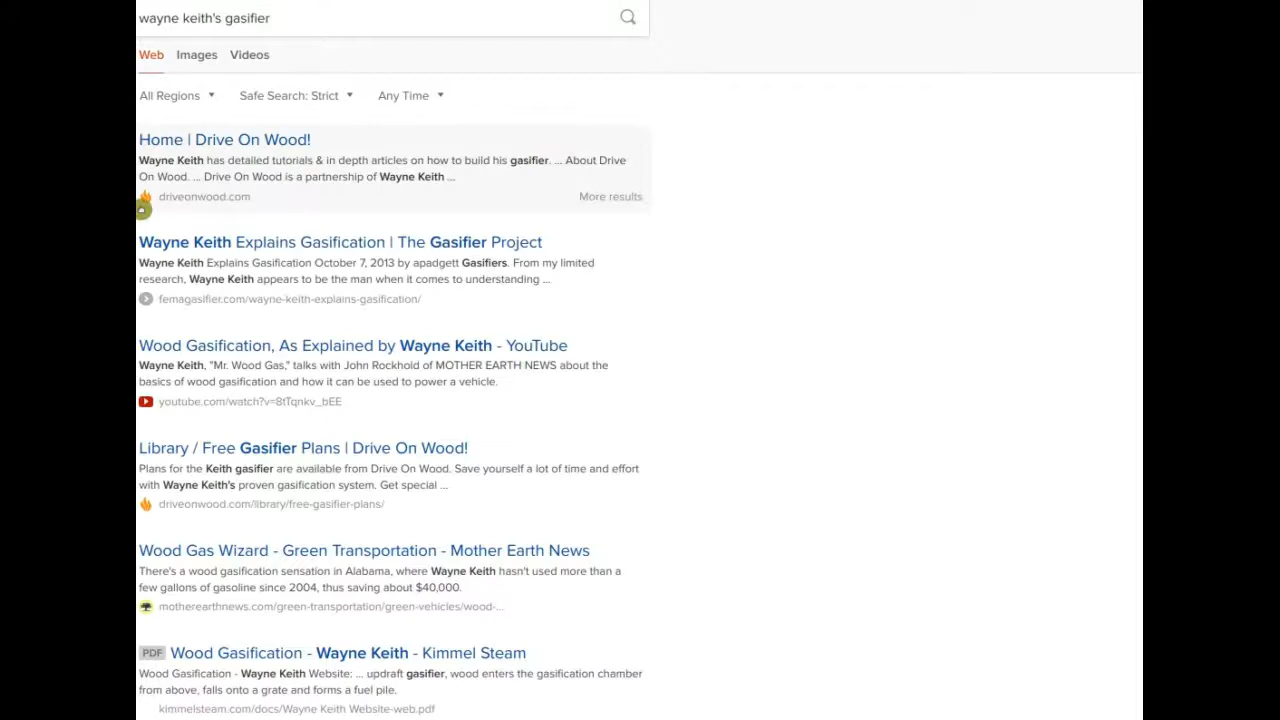 wayne keith's gasifier
Web Images Videos
All Regions Safe Search: Strict Any Time
Home | Drive On Wood!
Wayne Keith has detailed tutorials & in depth articles on how to build his gasifier. ... About Drive
On Wood. ... Drive On Wood is a partnership of Wayne Keith ...
driveonwood.com More results
Wayne Keith Explains Gasification | The Gasifier Project
Wayne Keith Explains Gasification October 7, 2013 by apadgett Gasifiers. From my limited
research, Wayne Keith appears to be the man when it comes to understanding ...
femagasifier.com/wayne-keith-explains-gasification/
Wood Gasification, As Explained by Wayne Keith - YouTube
Wayne Keith, "Mr. Wood Gas," talks with John Rockhold of MOTHER EARTH NEWS about the
basics of wood gasification and how it can be used to power a vehicle.
youtube.com/watch?v=8tTqnkv_bEE
Library / Free Gasifier Plans | Drive On Wood!
Plans for the Keith gasifier are available from Drive On Wood. Save yourself a lot of time and effort
with Wayne Keith's proven gasification system. Get special ...
driveonwood.com/library/free-gasifier-plans/
Wood Gas Wizard - Green Transportation - Mother Earth News
There's a wood gasification sensation in Alabama, where Wayne Keith hasn't used more than a
few gallons of gasoline since 2004, thus saving about $40,000.
motherearthnews.com/green-transportation/green-vehicles/wood-...
PDF Wood Gasification - Wayne Keith - Kimmel Steam
Wood Gasification - Wayne Keith Website: ... updraft gasifier, wood enters the gasification chamber
from above, falls onto a grate and forms a fuel pile.
kimmelsteam.com/docs/Wayne Keith Website-web.pdf